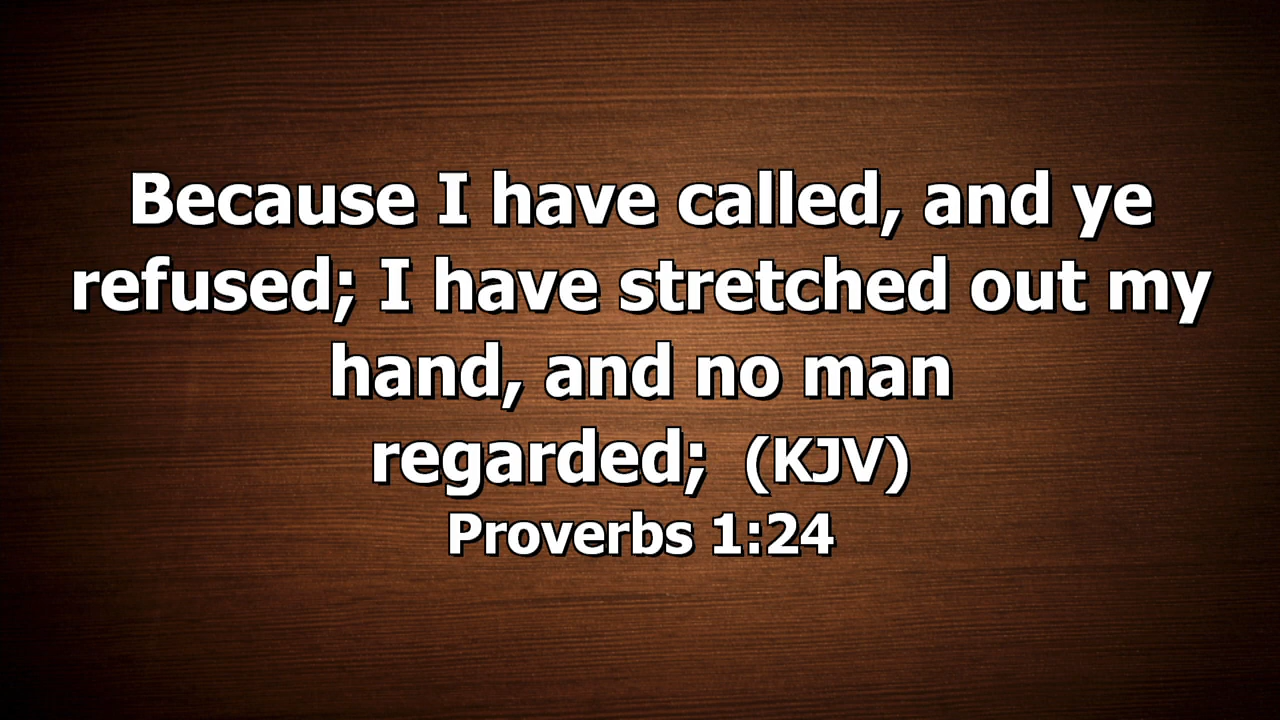 Because I have called, and ye
refused; I have stretched out my
hand, and no man
regarded; (KJV)
Proverbs 1:24